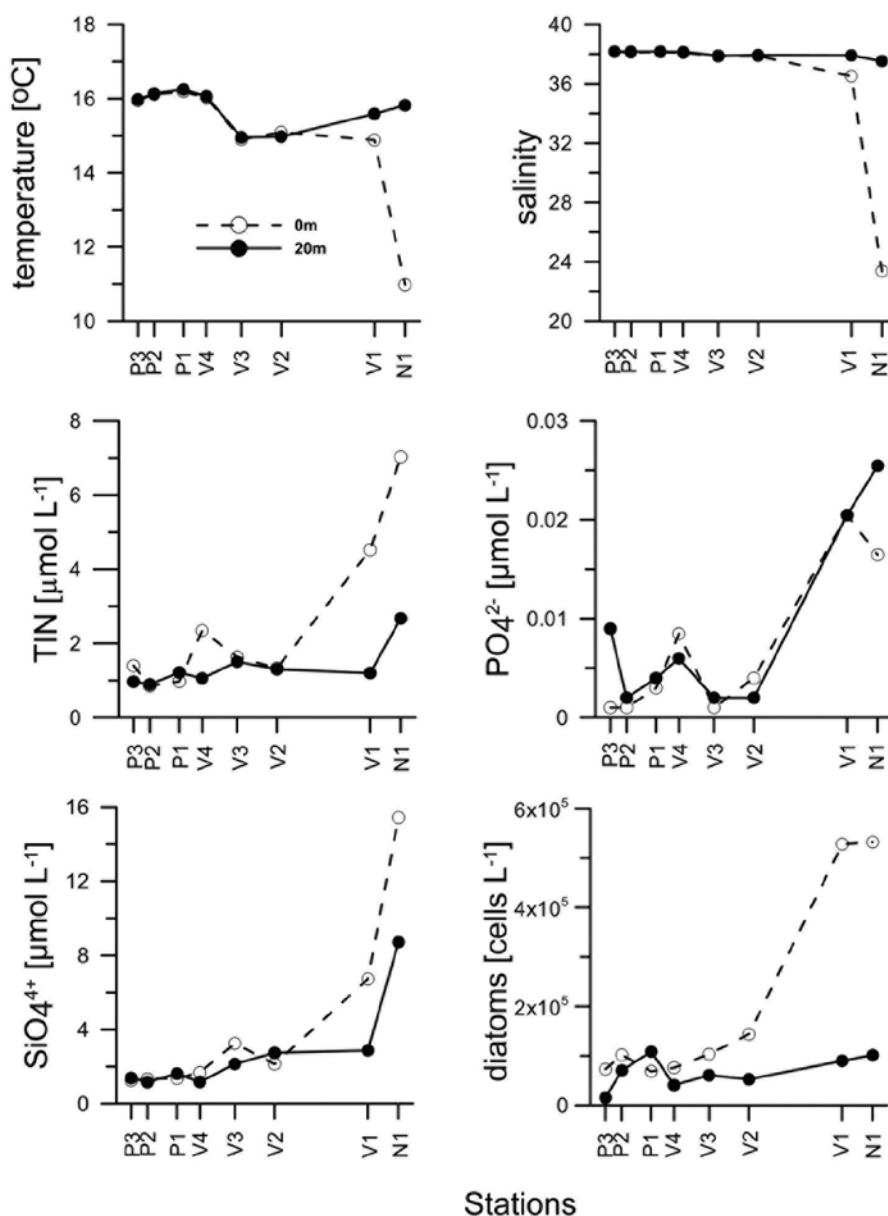 temperature [ºC]
18
16
14
12
10
0m
20m
P3 P2 P1 V4 V3 V2 V1 N1
salinity
40
36
32
28
24
20
P3 P2 P1 V4 V3 V2 V1 N1
TIN [µmol L⁻¹]
8
6
4
2
0
P3 P2 P1 V4 V3 V2 V1 N1
PO4²⁻ [µmol L⁻¹]
0.03
0.02
0.01
0
P3 P2 P1 V4 V3 V2 V1 N1
SiO4⁴⁺ [µmol L⁻¹]
16
12
8
4
0
P3 P2 P1 V4 V3 V2 V1 N1
diatoms [cells L⁻¹]
6x10⁵
4x10⁵
2x10⁵
0
P3 P2 P1 V4 V3 V2 V1 N1
Stations